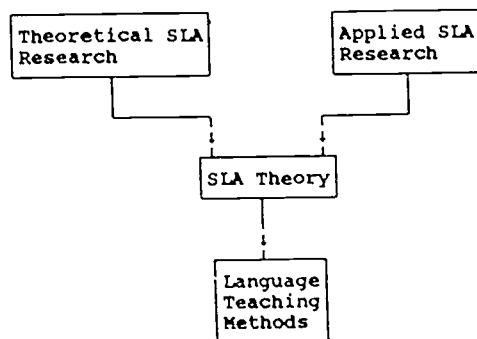 Theoretical SLA
Research
Applied SLA
Research
SLA Theory
Language
Teaching
Methods